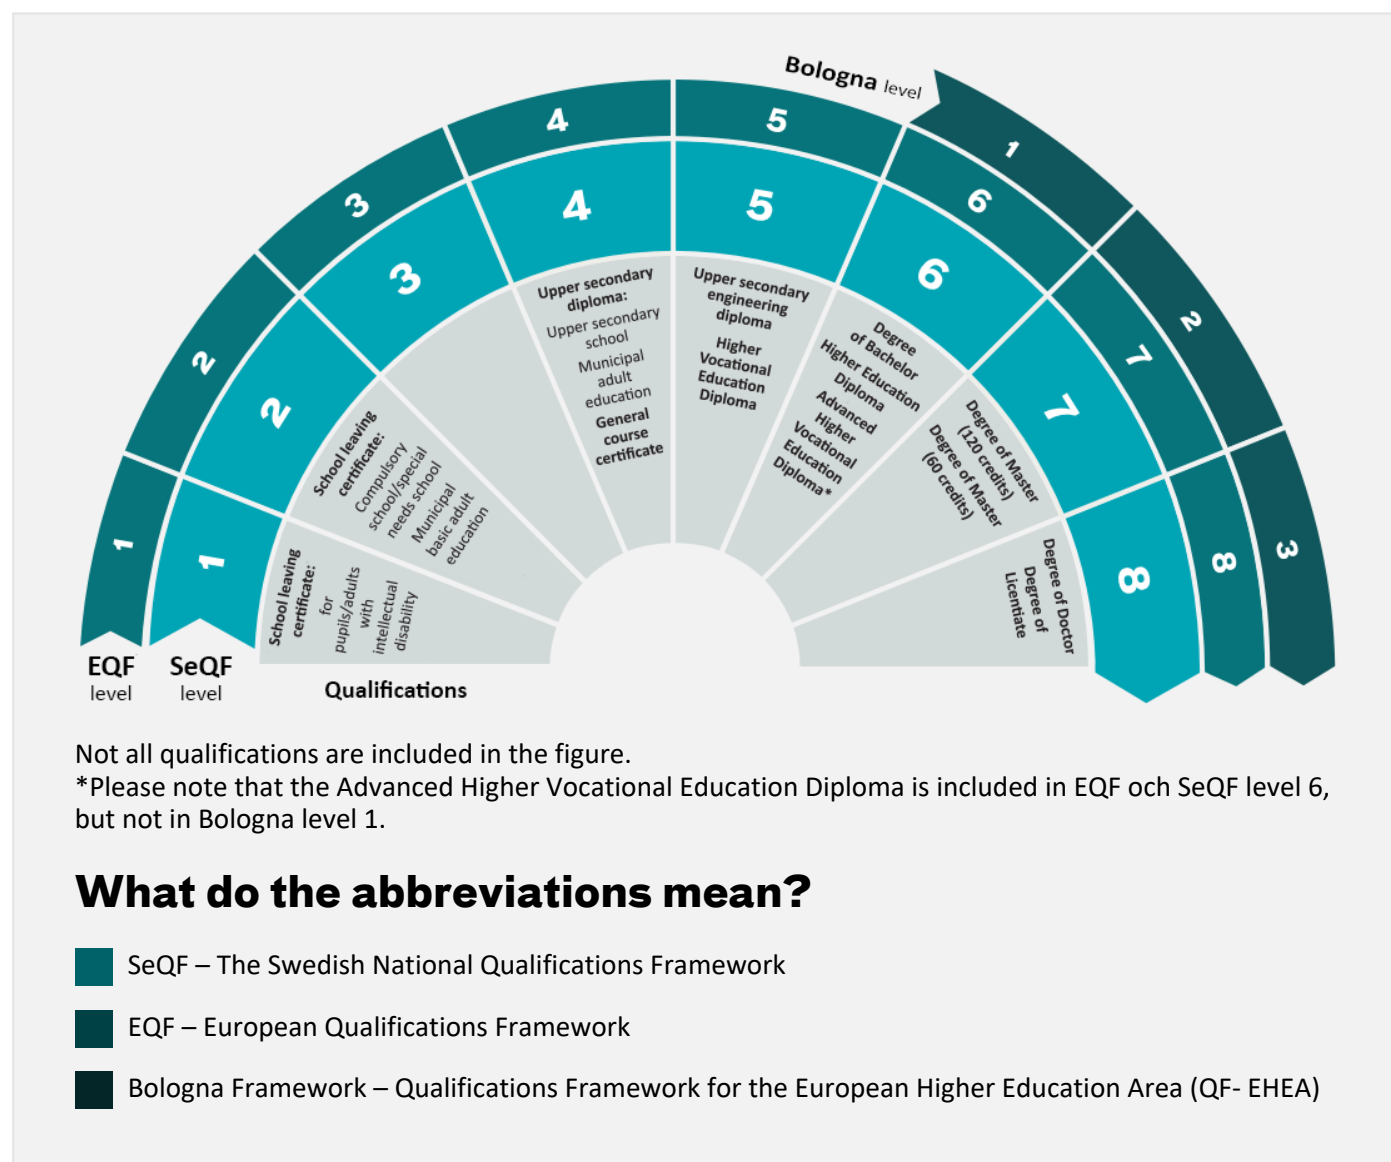 Bologna level
1
2
3
4
5
6
7
8
1
2
3
1
2
3
4
5
6
7
8
School leaving
certificate:
for
pupils/adults
with
intellectual
disability
School leaving
certificate:
Compulsory
school/special
needs school
Municipal
basic adult
education
Upper secondary
diploma:
Upper secondary
school
Municipal
adult
education
General
course
certificate
Upper secondary
engineering
diploma
Higher
Vocational
Education
Diploma
Degree
of Bachelor
Higher Education
Diploma
Advanced
Higher
Vocational
Education
Diploma*
Degree of Master
(120 credits)
Degree of Master
(60 credits)
Degree of Doctor
Degree of
Licentiate
EQF
level
SeQF
level
Qualifications
Not all qualifications are included in the figure.
*Please note that the Advanced Higher Vocational Education Diploma is included in EQF och SeQF level 6,
but not in Bologna level 1.
What do the abbreviations mean?
SeQF – The Swedish National Qualifications Framework
EQF – European Qualifications Framework
Bologna Framework – Qualifications Framework for the European Higher Education Area (QF- EHEA)